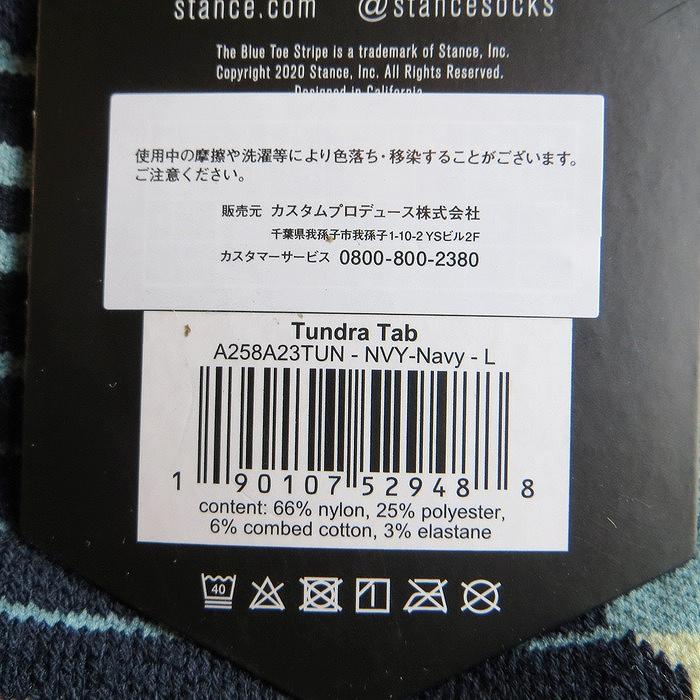 stance.com @stancesocks
The Blue Toe Stripe is a trademark of Stance, Inc.
Copyright 2020 Stance, Inc. All Rights Reserved.
Designed in California
使用中の摩擦や洗濯等により色落ち・移染することがございます。
ご注意ください。
販売元 カスタムプロデュース株式会社
千葉県我孫子市我孫子1-10-2 YSビル2F
カスタマーサービス 0800-800-2380
Tundra Tab
A258A23TUN - NVY-Navy - L
1 90107 52948 8
content: 66% nylon, 25% polyester,
6% combed cotton, 3% elastane
40